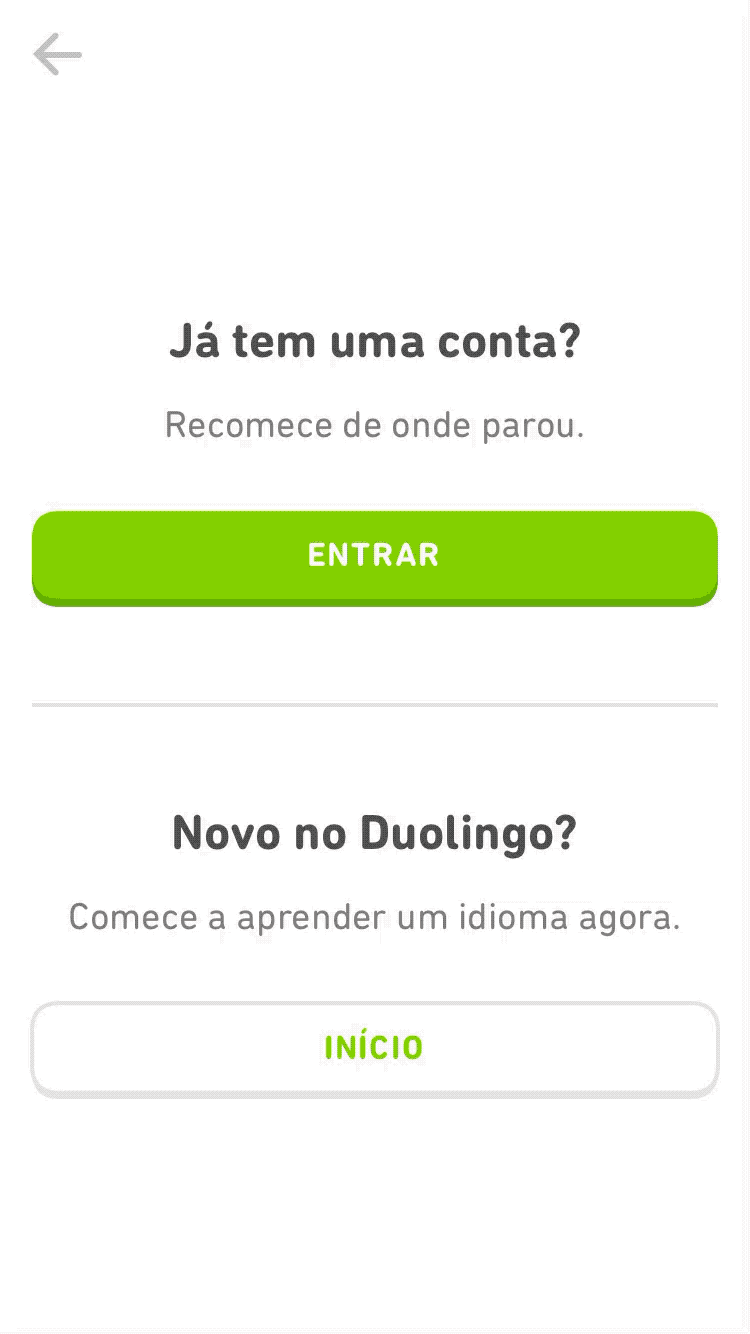 Já tem uma conta?
Recomece de onde parou.
ENTRAR
Novo no Duolingo?
Comece a aprender um idioma agora.
INÍCIO